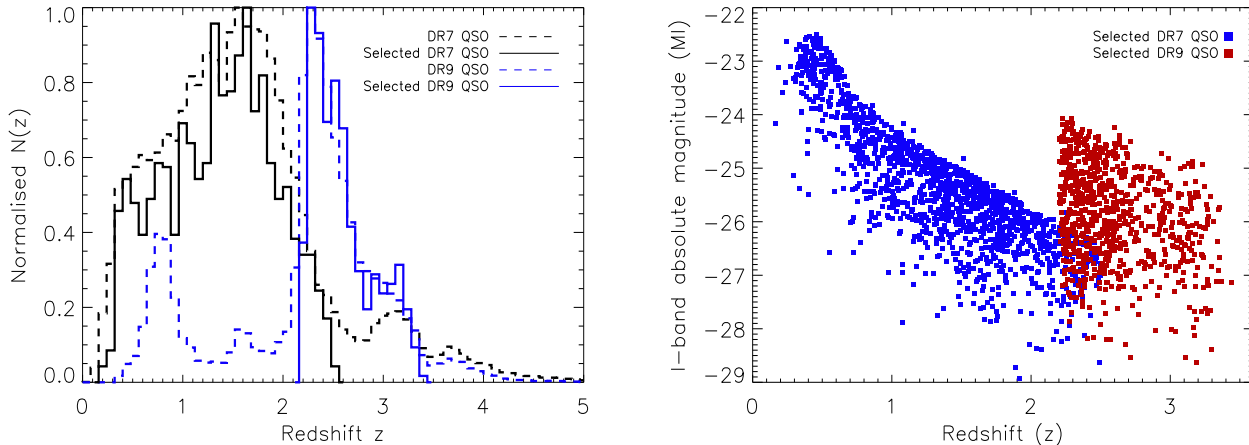 DR7 QSO
Selected DR7 QSO
DR9 QSO
Selected DR9 QSO
Normalised N(z)
1.0
0.8
0.6
0.4
0.2
0.0
0 1 2 3 4 5
Redshift z
Selected DR7 QSO
Selected DR9 QSO
I-band absolute magnitude (MI)
-22
-23
-24
-25
-26
-27
-28
-29
0 1 2 3
Redshift (z)